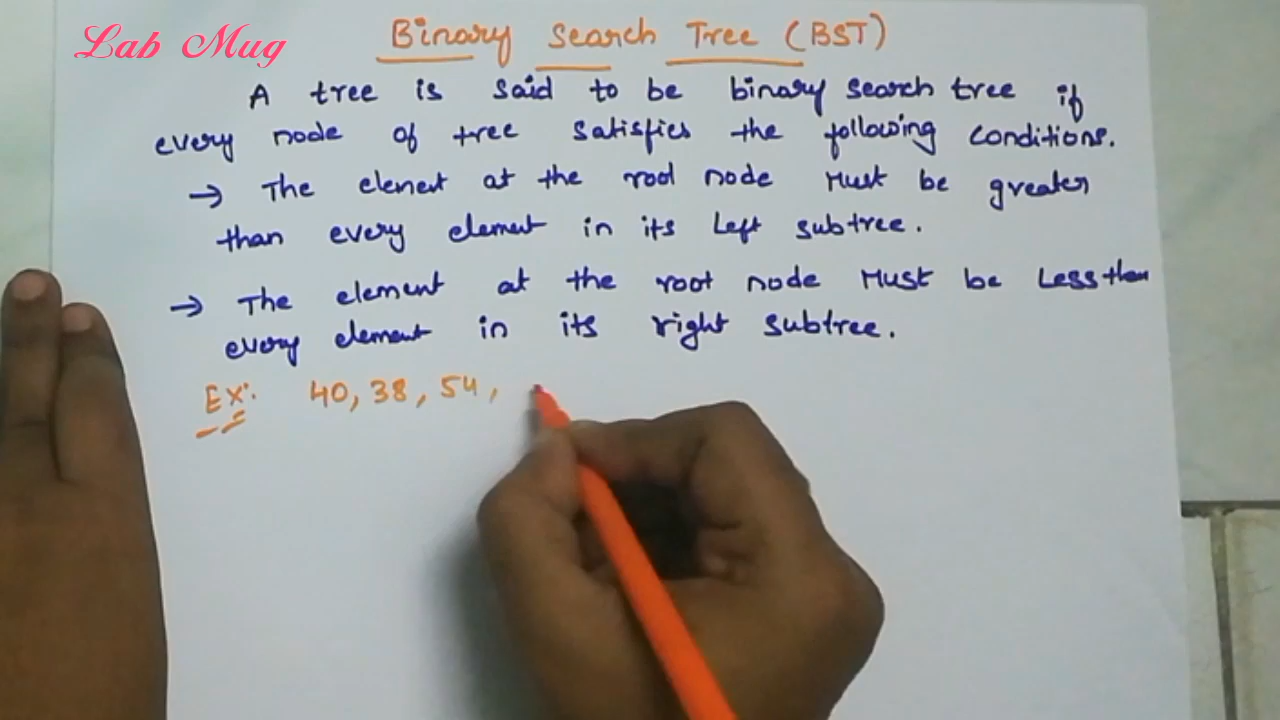 Lab Mug
Binary Search Tree (BST)
A tree is said to be binary search tree if
every node of tree satisfies the following conditions.
→ The elenent at the root node Must be greater
than every element in its Left subtree.
→ The element at the root node Must be Less than
every element in its right subtree.
Ex: 40, 38, 54,